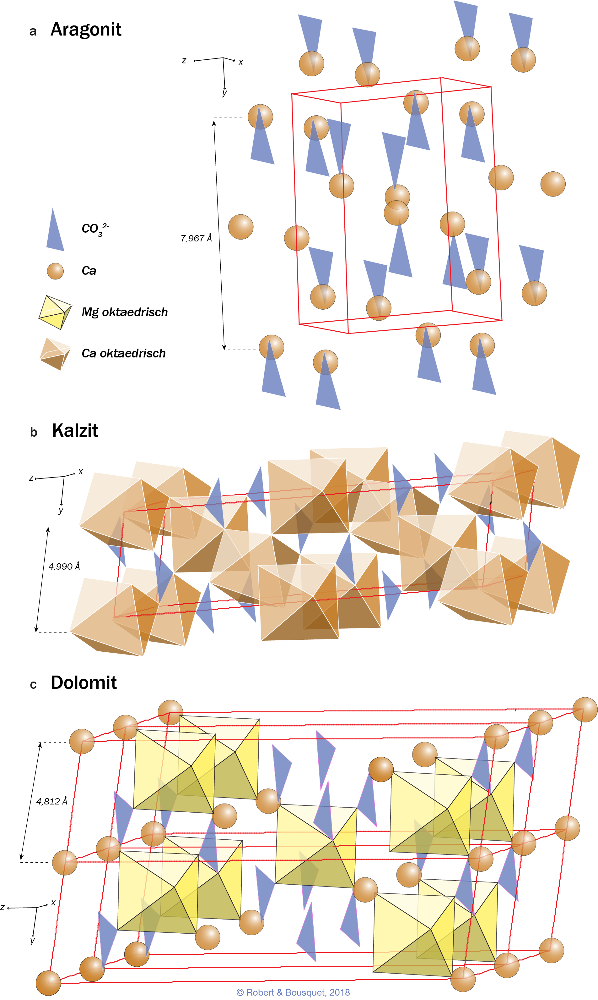 a Aragonit
z x
y
7,967 Å
CO₃²⁻
Ca
Mg oktaedrisch
Ca oktaedrisch
b Kalzit
z x
y
y
4,990 Å
c Dolomit
4,812 Å
z x
y
© Robert & Bousquet, 2018